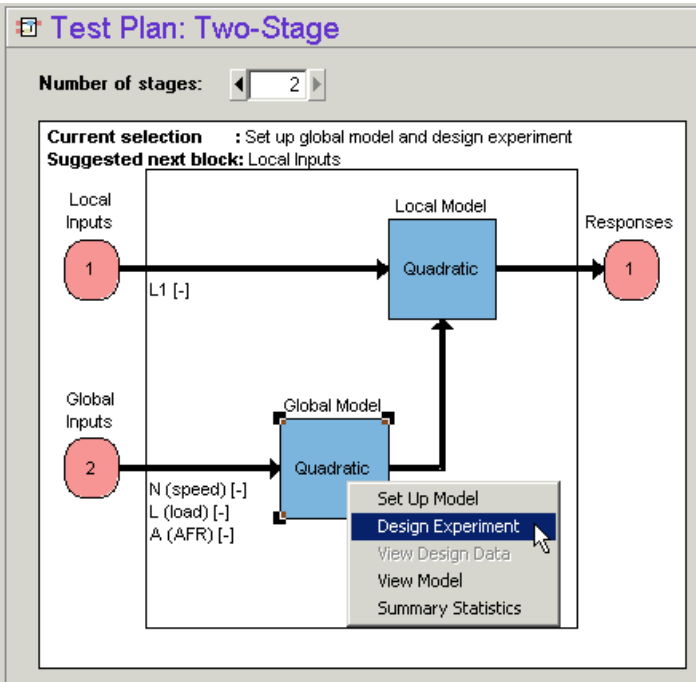 Test Plan: Two-Stage
Number of stages: 2
Current selection : Set up global model and design experiment
Suggested next block: Local Inputs
Local
Inputs
1
L1 [-]
Local Model
Quadratic
Responses
1
Global
Inputs
2
N (speed) [-]
L (load) [-]
A (AFR) [-]
Global Model
Quadratic
Set Up Model
Design Experiment
View Design Data
View Model
Summary Statistics